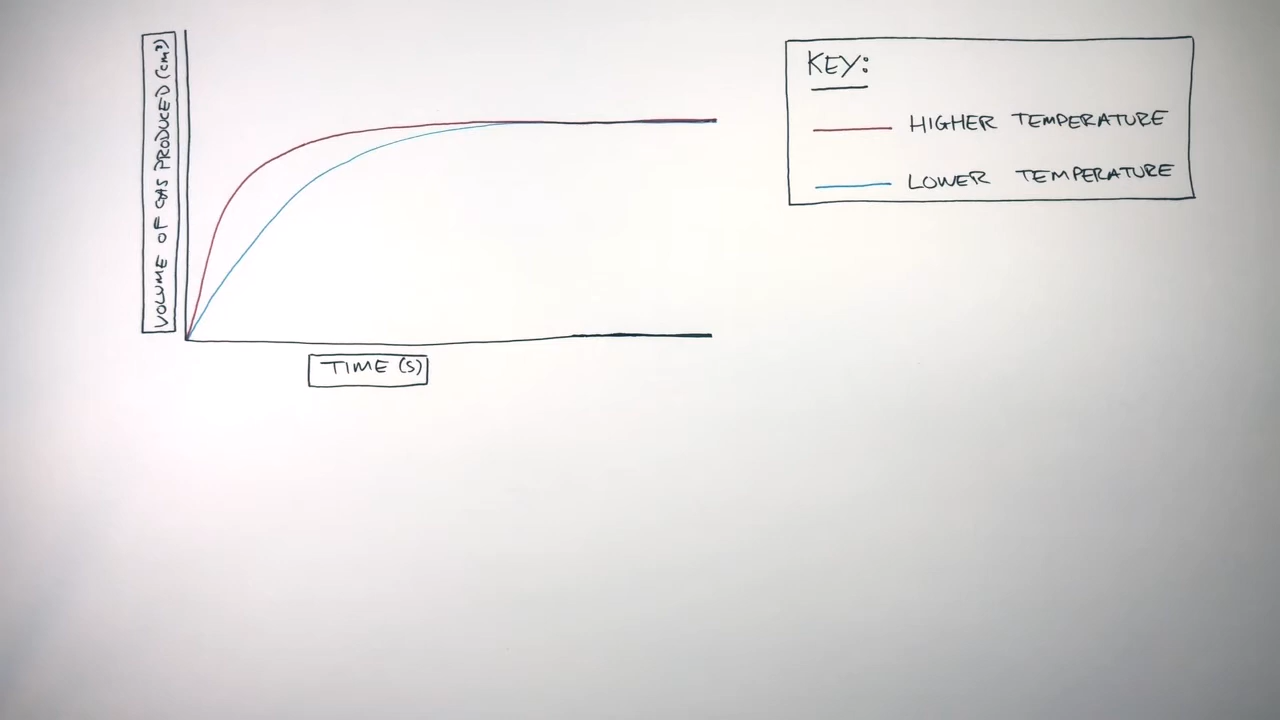 VOLUME OF GAS PRODUCED (cm³)
TIME (S)
KEY:
HIGHER TEMPERATURE
LOWER TEMPERATURE